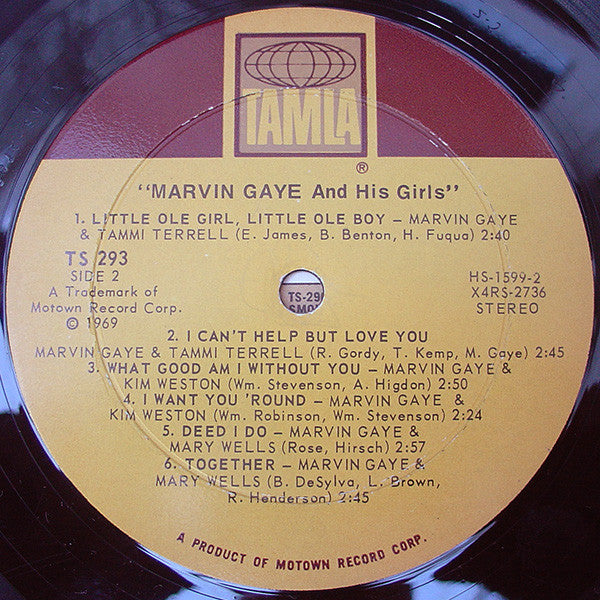 TAMLA
®
"MARVIN GAYE And His Girls"
1. LITTLE OLE GIRL, LITTLE OLE BOY – MARVIN GAYE
& TAMMI TERRELL (E. James, B. Benton, H. Fuqua) 2:40
TS 293
SIDE 2
A Trademark of
Motown Record Corp.
© 1969
HS-1599-2
X4RS-2736
STEREO
TS-29
SMO
2. I CAN'T HELP BUT LOVE YOU
MARVIN GAYE & TAMMI TERRELL (R. Gordy, T. Kemp, M. Gaye) 2:45
3. WHAT GOOD AM I WITHOUT YOU – MARVIN GAYE &
KIM WESTON (Wm. Stevenson, A. Higdon) 2:50
4. I WANT YOU 'ROUND – MARVIN GAYE &
KIM WESTON (Wm. Robinson, Wm. Stevenson) 2:24
5. DEED I DO – MARVIN GAYE &
MARY WELLS (Rose, Hirsch) 2:57
6. TOGETHER – MARVIN GAYE &
MARY WELLS (B. DeSylva, L. Brown,
R. Henderson) 2:45
A PRODUCT OF MOTOWN RECORD CORP.